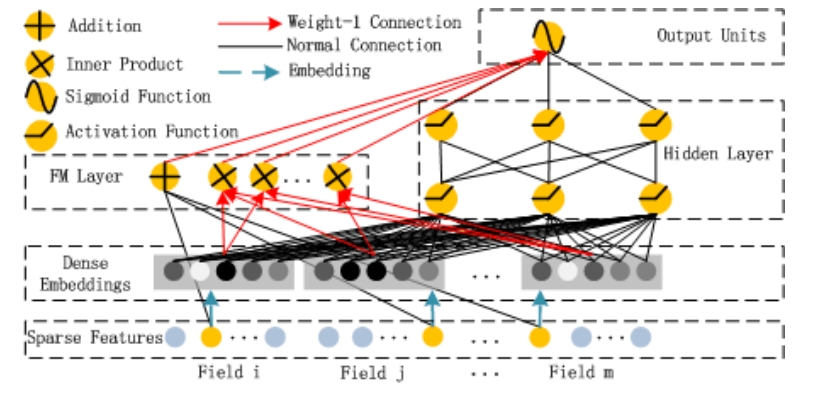 Addition
Weight-1 Connection
Output Units
Normal Connection
Inner Product
Embedding
Sigmoid Function
Activation Function
Hidden Layer
FM Layer
...
Dense
Embeddings
...
Sparse Features ... ... ... ...
Field i Field j ... Field m